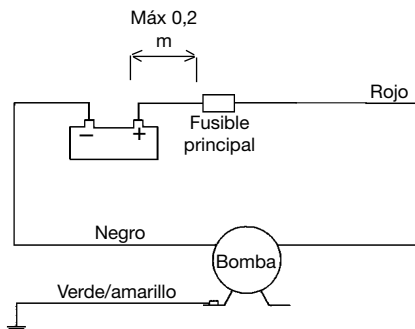 Máx 0,2
m
Rojo
− +
Fusible
principal
Negro
Bomba
Verde/amarillo